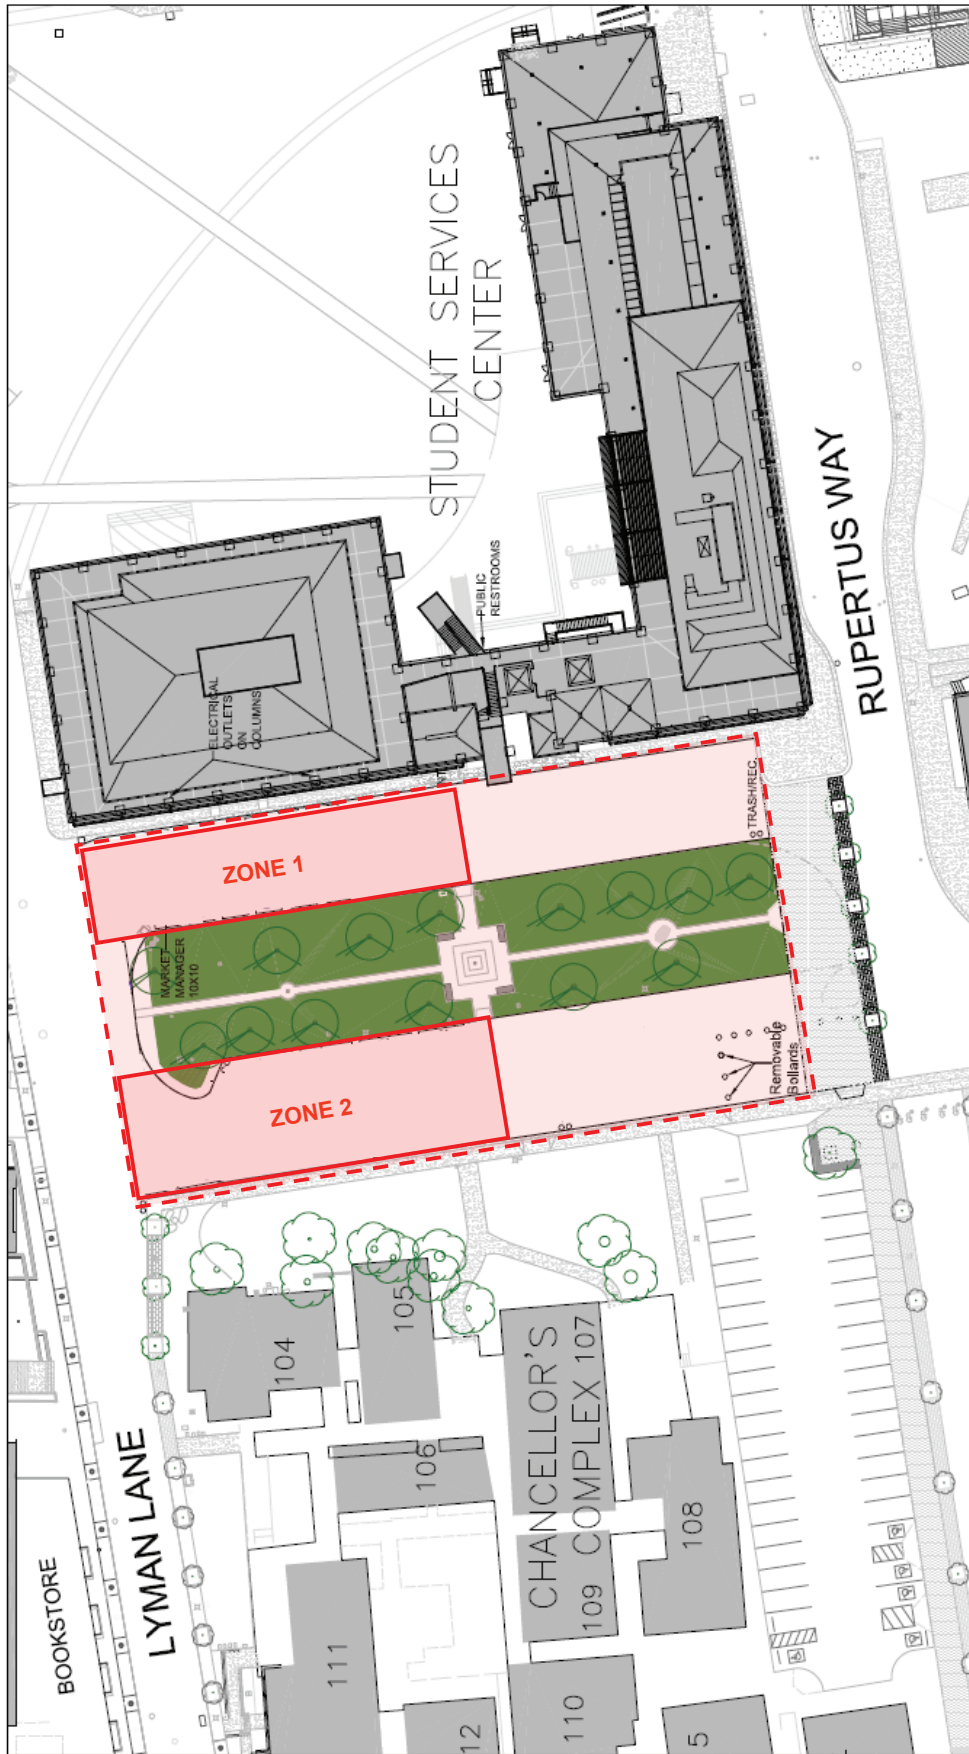 STUDENT SERVICES
CENTER
PUBLIC
RESTROOMS
ELECTRICAL
OUTLETS
ON
COLUMNS
RUPERTUS WAY
TRASH/REC.
ZONE 1
MARKET
MANAGER
10X10
ZONE 2
Removable
Bollards
104
105
106
CHANCELLOR'S
COMPLEX 107
108
109
110
111
12
5
LYMAN LANE
BOOKSTORE